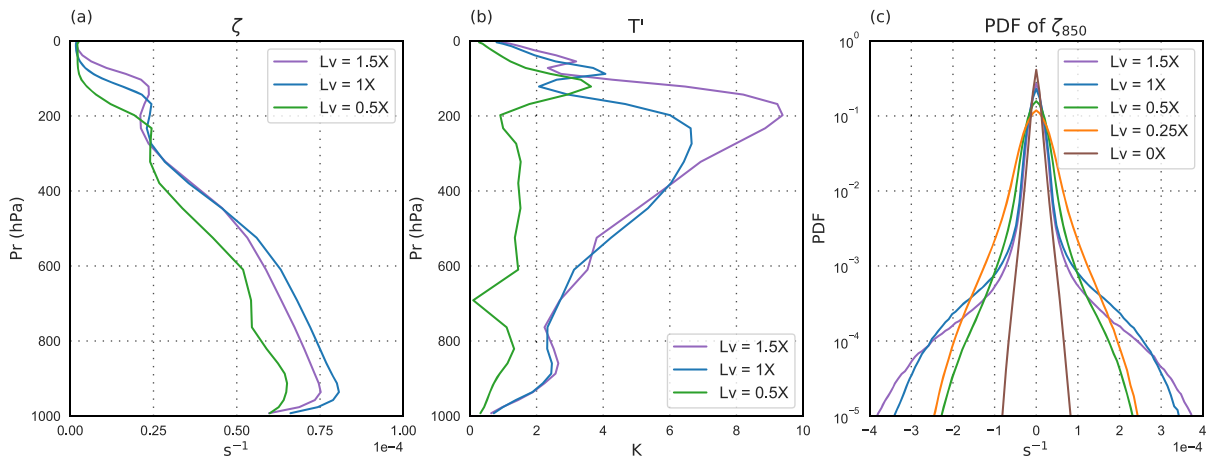 (a)
ζ
Lv = 1.5X
Lv = 1X
Lv = 0.5X
0
200
400
600
800
1000
Pr (hPa)
0.00
0.25
0.50
0.75
1.00
1e−4
s⁻¹
(b)
T'
0
200
400
600
800
1000
Pr (hPa)
Lv = 1.5X
Lv = 1X
Lv = 0.5X
0
2
4
6
8
10
K
(c)
PDF of ζ₈₅₀
Lv = 1.5X
Lv = 1X
Lv = 0.5X
Lv = 0.25X
Lv = 0X
10⁰
10⁻¹
10⁻²
10⁻³
10⁻⁴
10⁻⁵
PDF
−4
−3
−2
−1
0
1
2
3
4
1e−4
s⁻¹